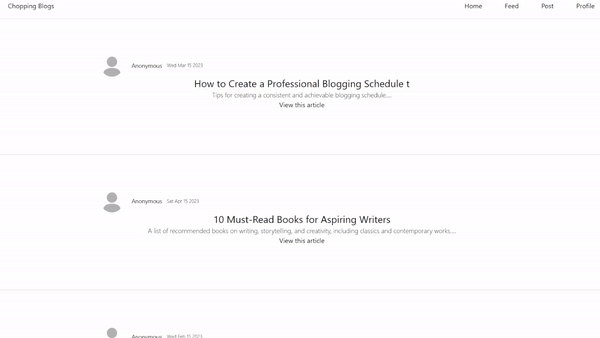 Chopping Blogs Home Feed Post Profile
Anonymous Wed Mar 15 2023
How to Create a Professional Blogging Schedule t
Tips for creating a consistent and achievable blogging schedule....
View this article
Anonymous Sat Apr 15 2023
10 Must-Read Books for Aspiring Writers
A list of recommended books on writing, storytelling, and creativity, including classics and contemporary works....
View this article
Anonymous Wed Feb 15 2023